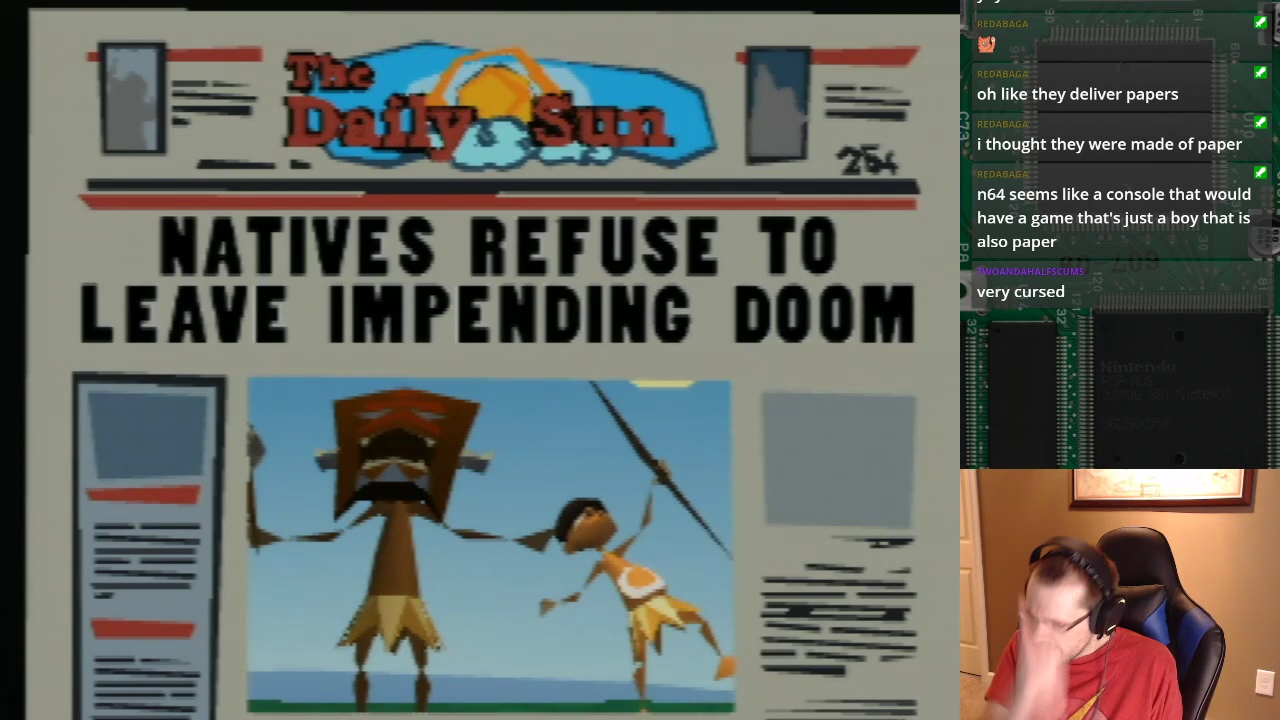 The
Daily Sun
25¢
NATIVES REFUSE TO
LEAVE IMPENDING DOOM
REDABAGA
REDABAGA
oh like they deliver papers
REDABAGA
i thought they were made of paper
REDABAGA
n64 seems like a console that would
have a game that's just a boy that is
also paper
TWOANDAHALFSCUMS
very cursed
Nintendo